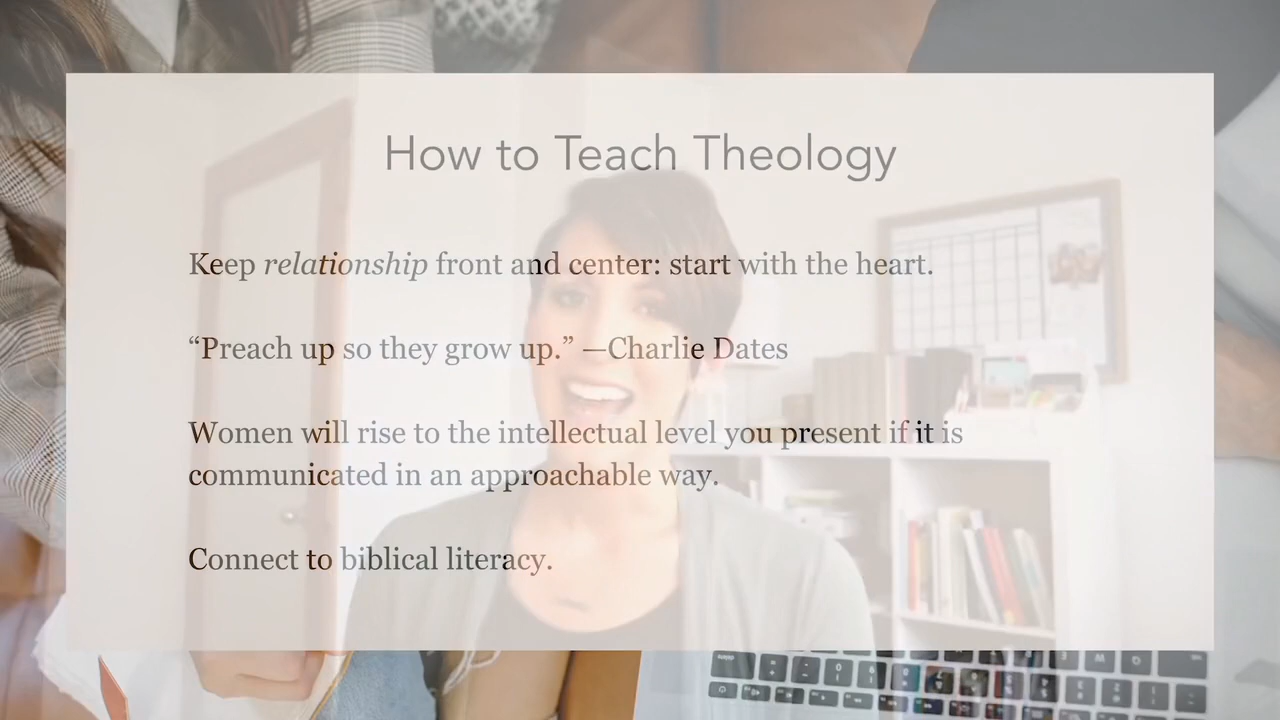 How to Teach Theology
Keep relationship front and center: start with the heart.
“Preach up so they grow up.” —Charlie Dates
Women will rise to the intellectual level you present if it is
communicated in an approachable way.
Connect to biblical literacy.